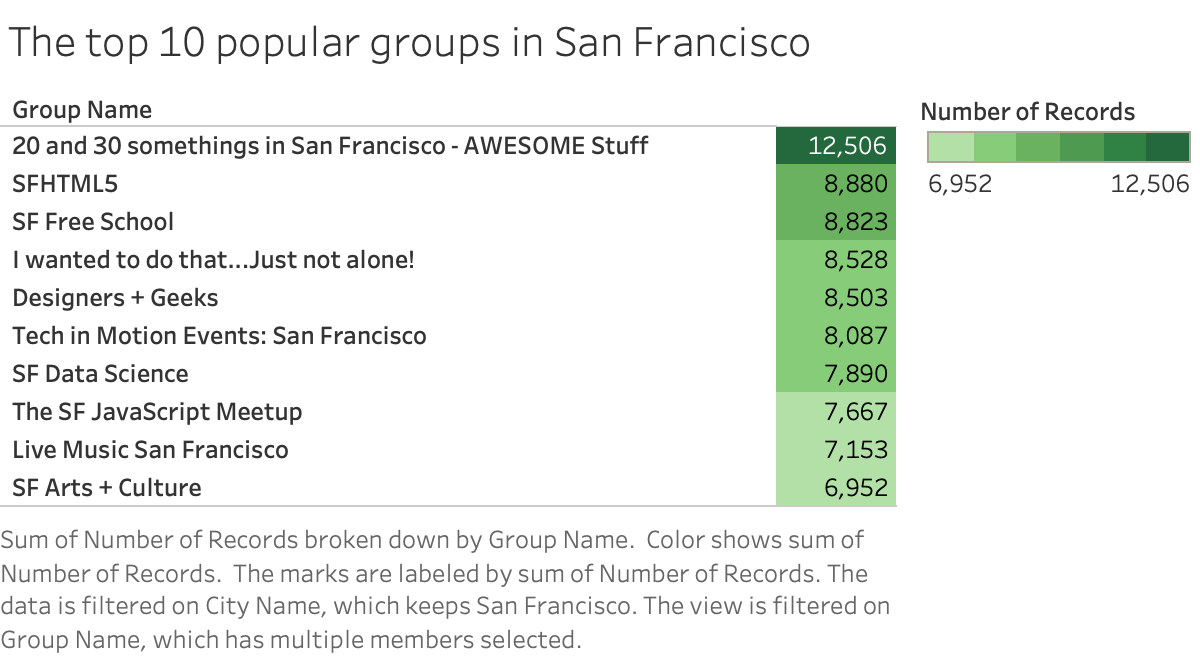 The top 10 popular groups in San Francisco
Group Name
Number of Records
20 and 30 somethings in San Francisco - AWESOME Stuff 12,506
SFHTML5 8,880
6,952 12,506
SF Free School 8,823
I wanted to do that...Just not alone! 8,528
Designers + Geeks 8,503
Tech in Motion Events: San Francisco 8,087
SF Data Science 7,890
The SF JavaScript Meetup 7,667
Live Music San Francisco 7,153
SF Arts + Culture 6,952
Sum of Number of Records broken down by Group Name.  Color shows sum of
Number of Records.  The marks are labeled by sum of Number of Records. The
data is filtered on City Name, which keeps San Francisco. The view is filtered on
Group Name, which has multiple members selected.